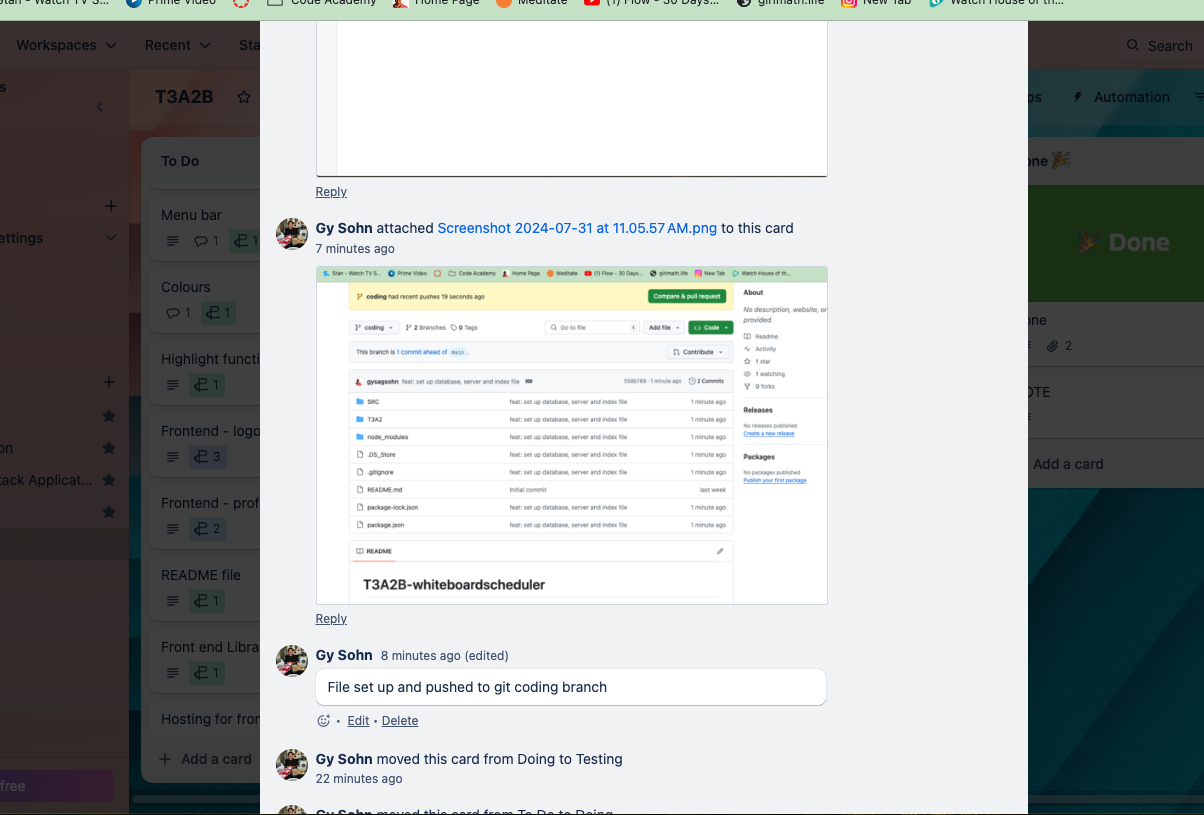 Stan - Watch TV S...
Prime Video
Code Academy
Home Page
Meditate
(1) Flow - 30 Days...
girlmath.life
New Tab
Watch House of th...
Workspaces
Recent
Sta
Search
T3A2B
Automation
To Do
Menu bar
1
1
Colours
1
1
Highlight functi
1
Frontend - logo
3
Frontend - prof
2
README file
1
Front end Libra
1
Hosting for fron
Add a card
ettings
tack Applicat...
free
Reply
Gy Sohn attached Screenshot 2024-07-31 at 11.05.57 AM.png to this card
7 minutes ago
Stan - Watch TV S...
Prime Video
Code Academy
Home Page
Meditate
(1) Flow - 30 Days...
girlmath.life
New Tab
Watch House of th...
coding had recent pushes 19 seconds ago
Compare & pull request
coding
2 Branches
0 Tags
Go to file
Add file
Code
This branch is 1 commit ahead of main.
Contribute
gysagsohn feat: set up database, server and index file
1 minute ago
2 Commits
SRC feat: set up database, server and index file 1 minute ago
T3A2 feat: set up database, server and index file 1 minute ago
node_modules feat: set up database, server and index file 1 minute ago
.DS_Store feat: set up database, server and index file 1 minute ago
.gitignore feat: set up database, server and index file 1 minute ago
README.md Initial commit last week
package-lock.json feat: set up database, server and index file 1 minute ago
package.json feat: set up database, server and index file 1 minute ago
README
T3A2B-whiteboardscheduler
About
No description, website, or
provided.
Readme
Activity
1 star
1 watching
0 forks
Releases
No releases published
Create a new release
Packages
No packages published
Publish your first package
Reply
Gy Sohn 8 minutes ago (edited)
File set up and pushed to git coding branch
• Edit • Delete
Gy Sohn moved this card from Doing to Testing
22 minutes ago
Gy Sohn moved this card from To Do to Doing
one 🎉
🎉 Done
one
2
OTE
Add a card